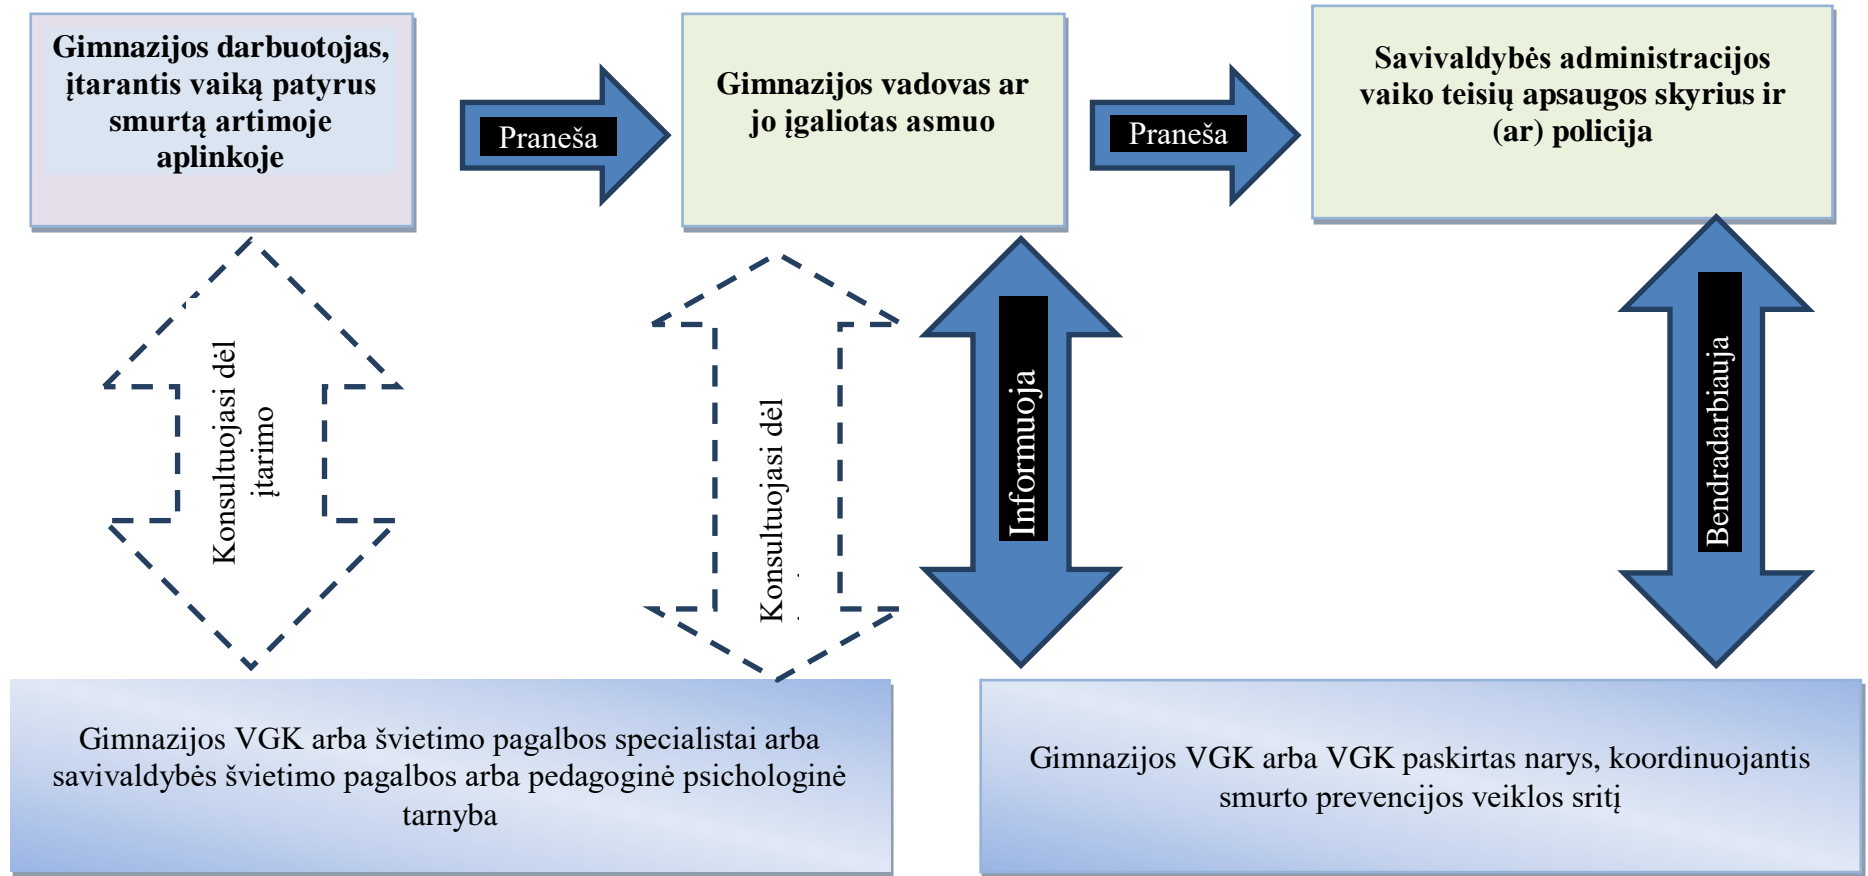 Gimnazijos darbuotojas,
įtarantis vaiką patyrus
smurtą artimoje
aplinkoje
Praneša
Gimnazijos vadovas ar
jo įgaliotas asmuo
Praneša
Savivaldybės administracijos
vaiko teisių apsaugos skyrius ir
(ar) policija
Konsultuojasi dėl
įtarimo
Konsultuojasi dėl
Informuoja
Bendradarbiauja
Gimnazijos VGK arba švietimo pagalbos specialistai arba
savivaldybės švietimo pagalbos arba pedagoginė psichologinė
tarnyba
Gimnazijos VGK arba VGK paskirtas narys, koordinuojantis
smurto prevencijos veiklos sritį